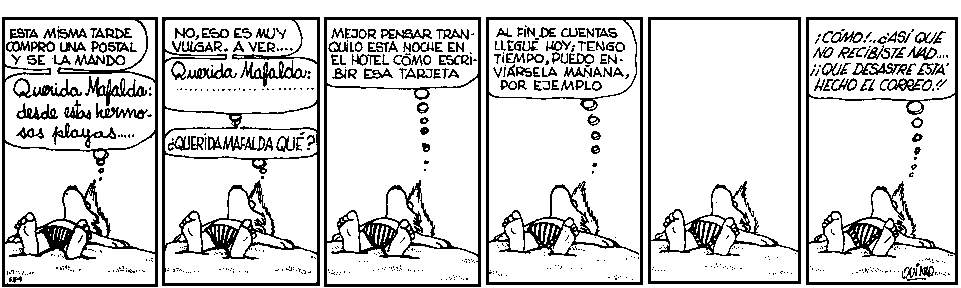 ESTA MISMA TARDE
COMPRO UNA POSTAL
Y SE LA MANDO
Querida Mafalda:
desde estas hermo-
sas playas.....
NO, ESO ES MUY
VULGAR. A VER....
Querida Mafalda:
..............................
¿QUERIDA MAFALDA QUÉ?
MEJOR PENSAR TRAN-
QUILO ESTA NOCHE EN
EL HOTEL CÓMO ESCRI-
BIR ESA TARJETA
AL FIN DE CUENTAS
LLEGUÉ HOY; TENGO
TIEMPO, PUEDO EN-
VIÁRSELA MAÑANA,
POR EJEMPLO
¡CÓMO!...¿ASÍ QUE
NO RECIBISTE NAD....
¡¡QUE DESASTRE ESTÁ
HECHO EL CORREO!!
QUINO